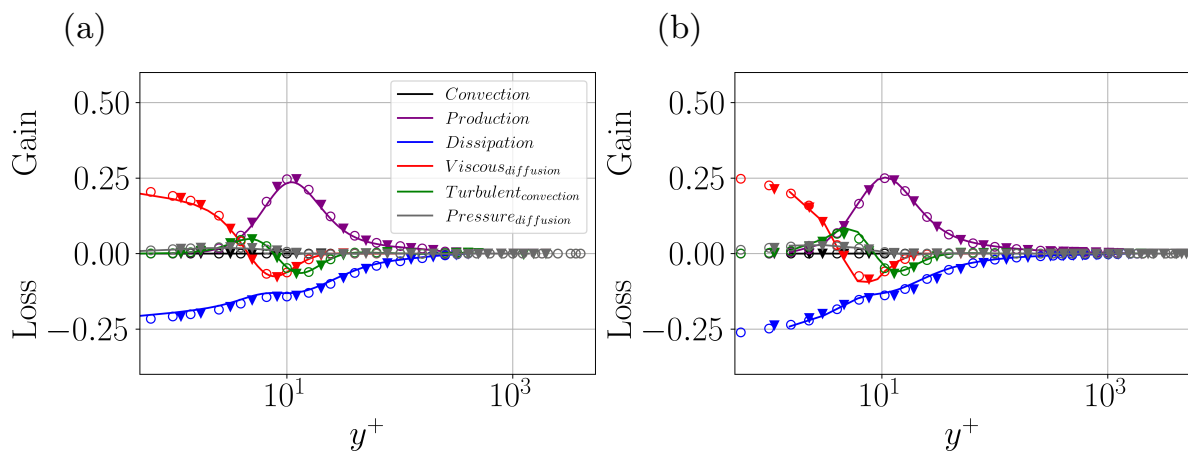 (a)
(b)
Gain
Loss
0.50
0.25
0.00
−0.25
10^1
10^3
y^+
Convection
Production
Dissipation
Viscous_diffusion
Turbulent_convection
Pressure_diffusion
Gain
Loss
0.50
0.25
0.00
−0.25
10^1
10^3
y^+